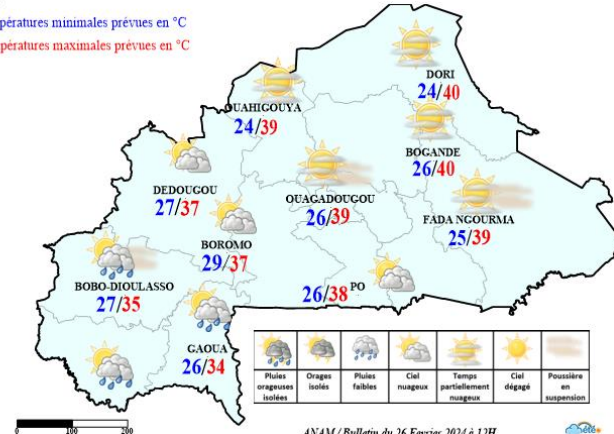 pératures minimales prévues en °C
pératures maximales prévues en °C
DORI
24/40
OUAHIGOUYA
24/39
BOGANDE
26/40
DEDOUGOU
27/37
OUAGADOUGOU
26/39
FADA NGOURMA
25/39
BOROMO
29/37
BOBO-DIOULASSO
27/35
26/38 PO
GAOUA
26/34
Pluies orageuses isolées
Orages isolés
Pluies faibles
Ciel nuageux
Temps partiellement nuageux
Ciel dégagé
Poussière en suspension
0 100 200
ANAM / Bulletin du 26 Fevrier 2024 à 12H